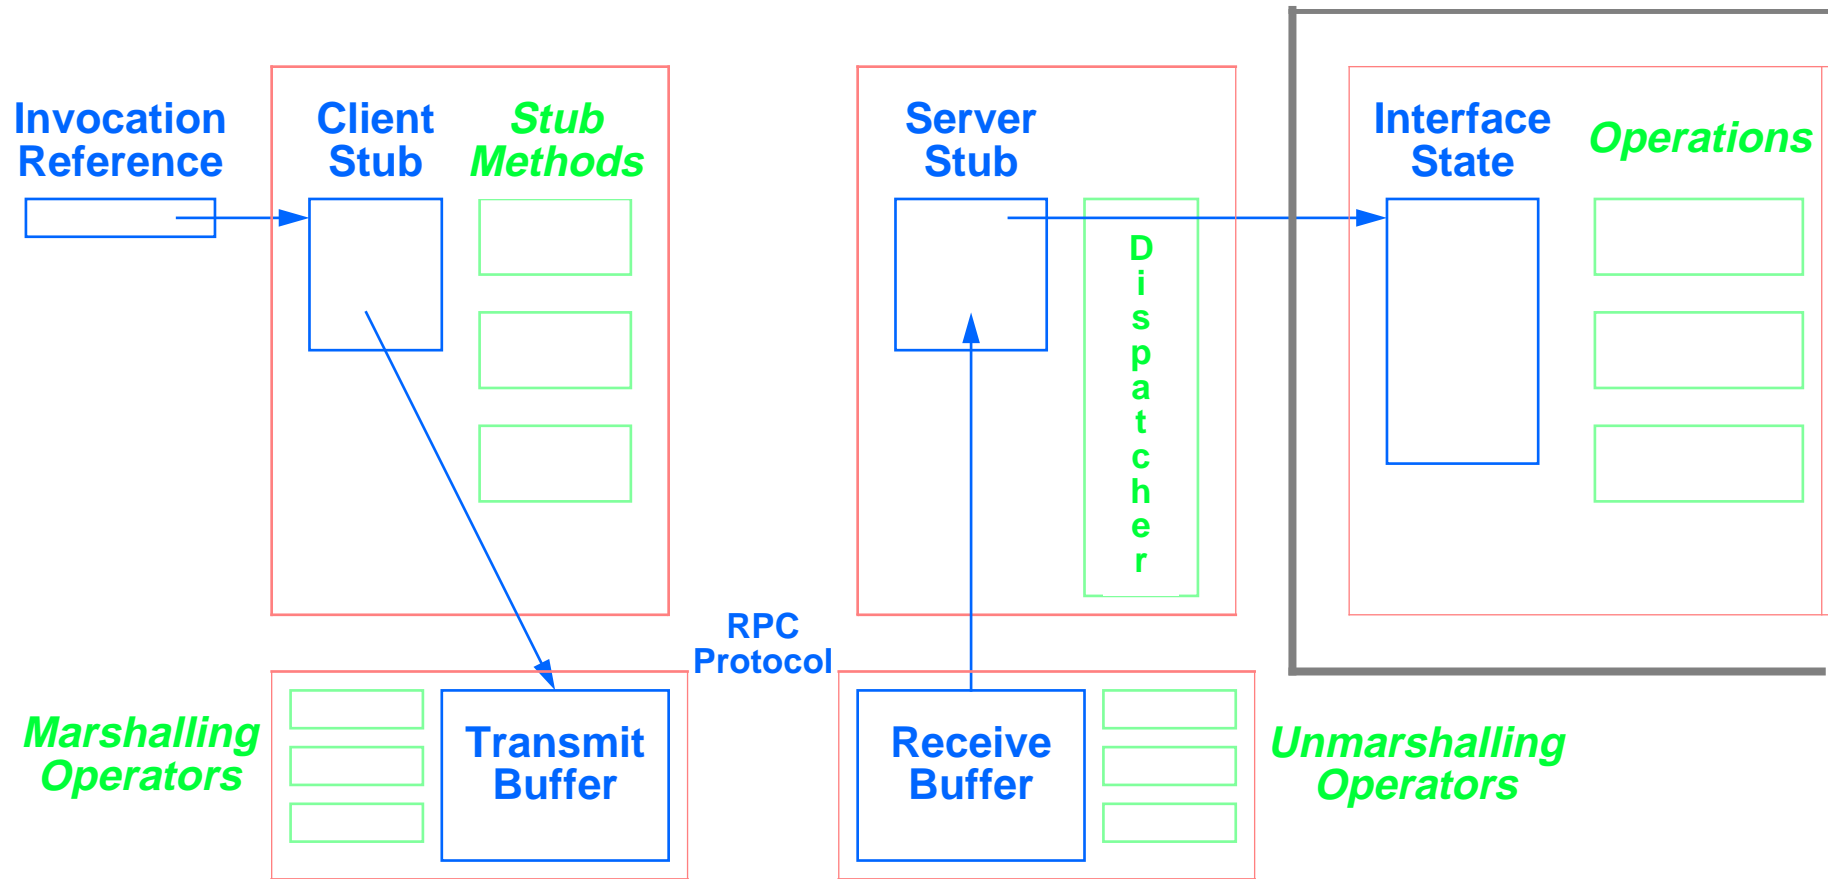 Invocation
Reference
Client
Stub
Stub
Methods
Server
Stub
Dispatcher
Interface
State
Operations
RPC
Protocol
Marshalling
Operators
Transmit
Buffer
Receive
Buffer
Unmarshalling
Operators